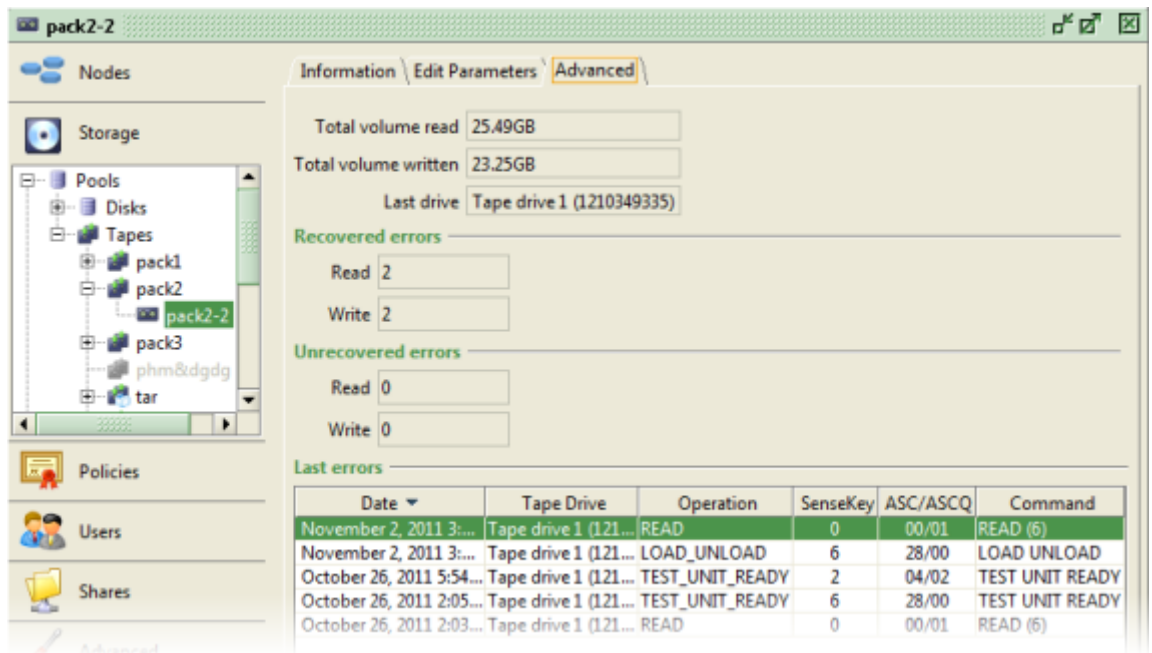 pack2-2
Nodes
Storage
Pools
Disks
Tapes
pack1
pack2
pack2-2
pack3
phm&dgdg
tar
Policies
Users
Shares
Advanced
Information Edit Parameters Advanced
Total volume read 25.49GB
Total volume written 23.25GB
Last drive Tape drive 1 (1210349335)
Recovered errors
Read 2
Write 2
Unrecovered errors
Read 0
Write 0
Last errors
Date Tape Drive Operation SenseKey ASC/ASCQ Command
November 2, 2011 3:... Tape drive 1 (121... READ 0 00/01 READ (6)
November 2, 2011 3:... Tape drive 1 (121... LOAD_UNLOAD 6 28/00 LOAD UNLOAD
October 26, 2011 5:54... Tape drive 1 (121... TEST_UNIT_READY 2 04/02 TEST UNIT READY
October 26, 2011 2:05... Tape drive 1 (121... TEST_UNIT_READY 6 28/00 TEST UNIT READY
October 26, 2011 2:03... Tape drive 1 (121... READ 0 00/01 READ (6)